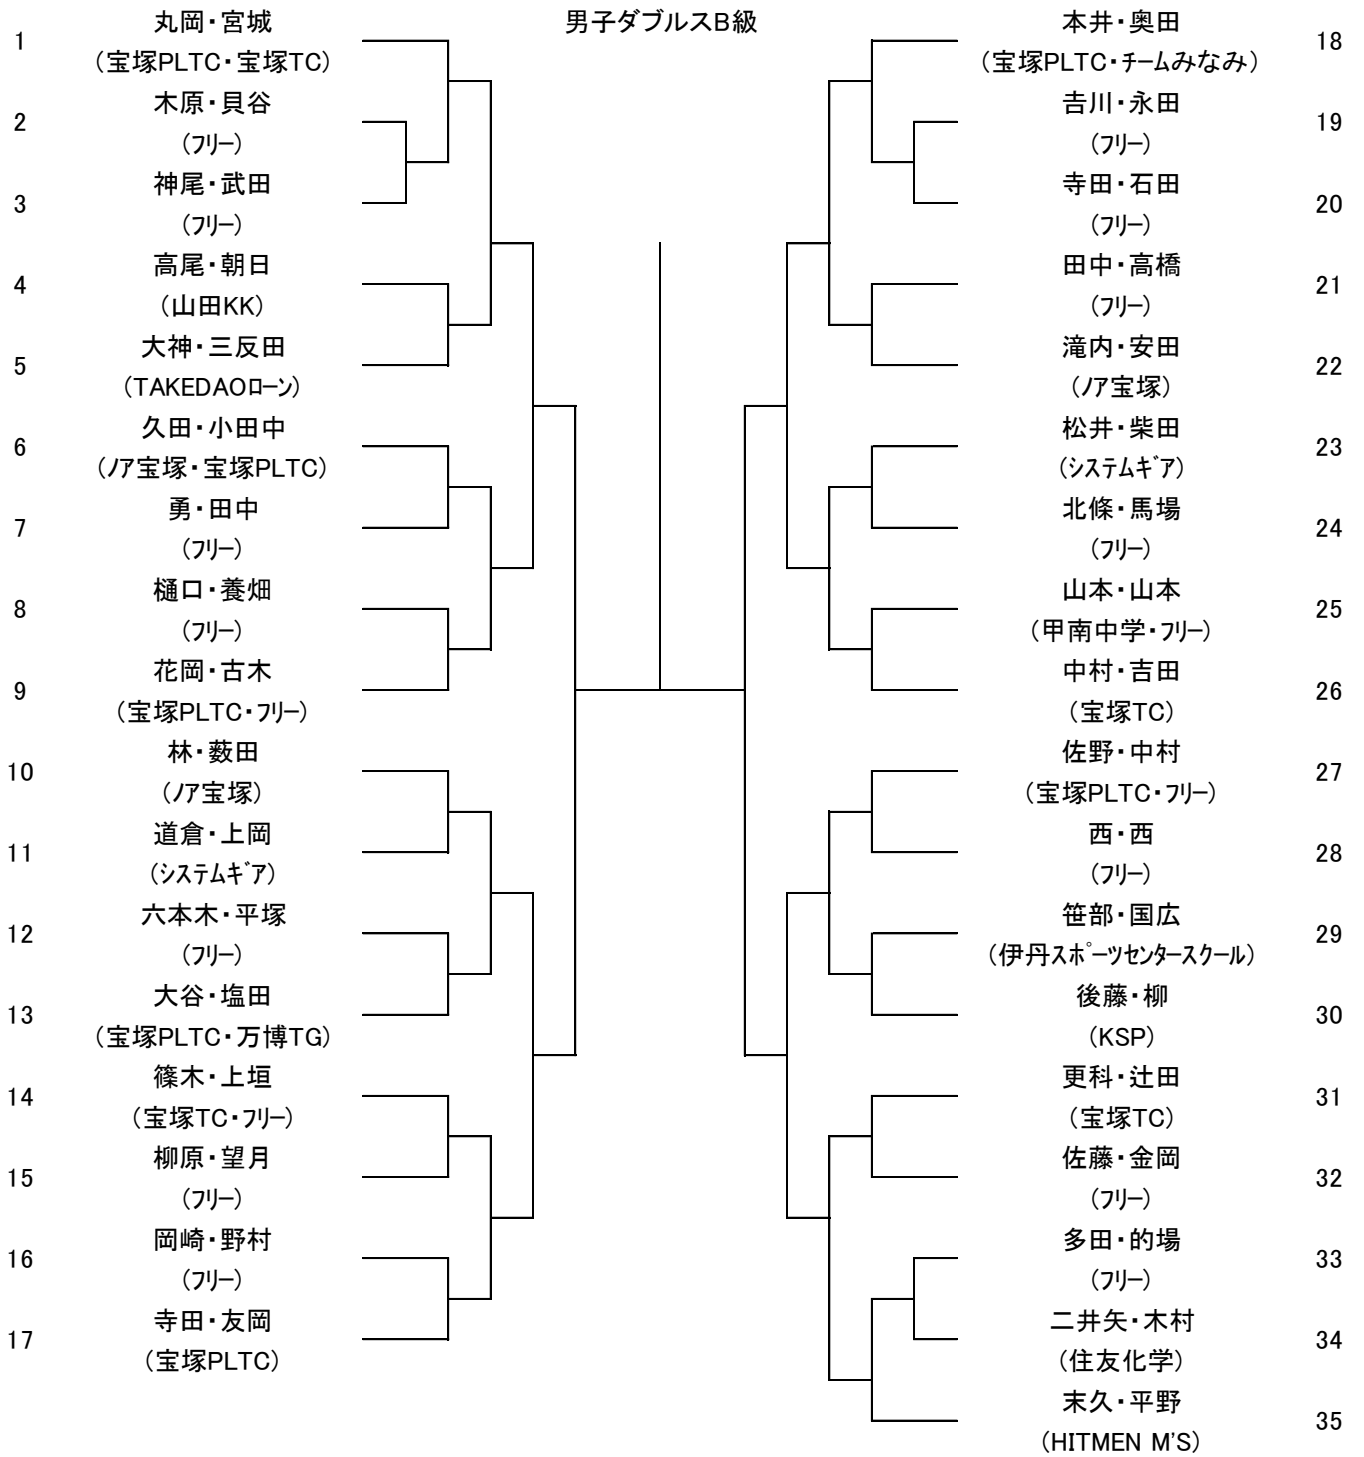 男子ダブルスB級
1
丸岡・宮城
(宝塚PLTC・宝塚TC)
2
木原・貝谷
(ﾌﾘｰ)
3
神尾・武田
(ﾌﾘｰ)
4
高尾・朝日
(山田KK)
5
大神・三反田
(TAKEDAOﾛｰﾝ)
6
久田・小田中
(ﾉｱ宝塚・宝塚PLTC)
7
勇・田中
(ﾌﾘｰ)
8
樋口・養畑
(ﾌﾘｰ)
9
花岡・古木
(宝塚PLTC・ﾌﾘｰ)
10
林・薮田
(ﾉｱ宝塚)
11
道倉・上岡
(ｼｽﾃﾑｷﾞｱ)
12
六本木・平塚
(ﾌﾘｰ)
13
大谷・塩田
(宝塚PLTC・万博TG)
14
篠木・上垣
(宝塚TC・ﾌﾘｰ)
15
柳原・望月
(ﾌﾘｰ)
16
岡崎・野村
(ﾌﾘｰ)
17
寺田・友岡
(宝塚PLTC)
本井・奥田
18
(宝塚PLTC・ﾁｰﾑみなみ)
𠮷川・永田
19
(ﾌﾘｰ)
寺田・石田
20
(ﾌﾘｰ)
田中・高橋
21
(ﾌﾘｰ)
滝内・安田
22
(ﾉｱ宝塚)
松井・柴田
23
(ｼｽﾃﾑｷﾞｱ)
北條・馬場
24
(ﾌﾘｰ)
山本・山本
25
(甲南中学・ﾌﾘｰ)
中村・吉田
26
(宝塚TC)
佐野・中村
27
(宝塚PLTC・ﾌﾘｰ)
西・西
28
(ﾌﾘｰ)
笹部・国広
29
(伊丹ｽﾎﾟｰﾂｾﾝﾀｰｽｸｰﾙ)
後藤・柳
30
(KSP)
更科・辻田
31
(宝塚TC)
佐藤・金岡
32
(ﾌﾘｰ)
多田・的場
33
(ﾌﾘｰ)
二井矢・木村
34
(住友化学)
末久・平野
35
(HITMEN M'S)